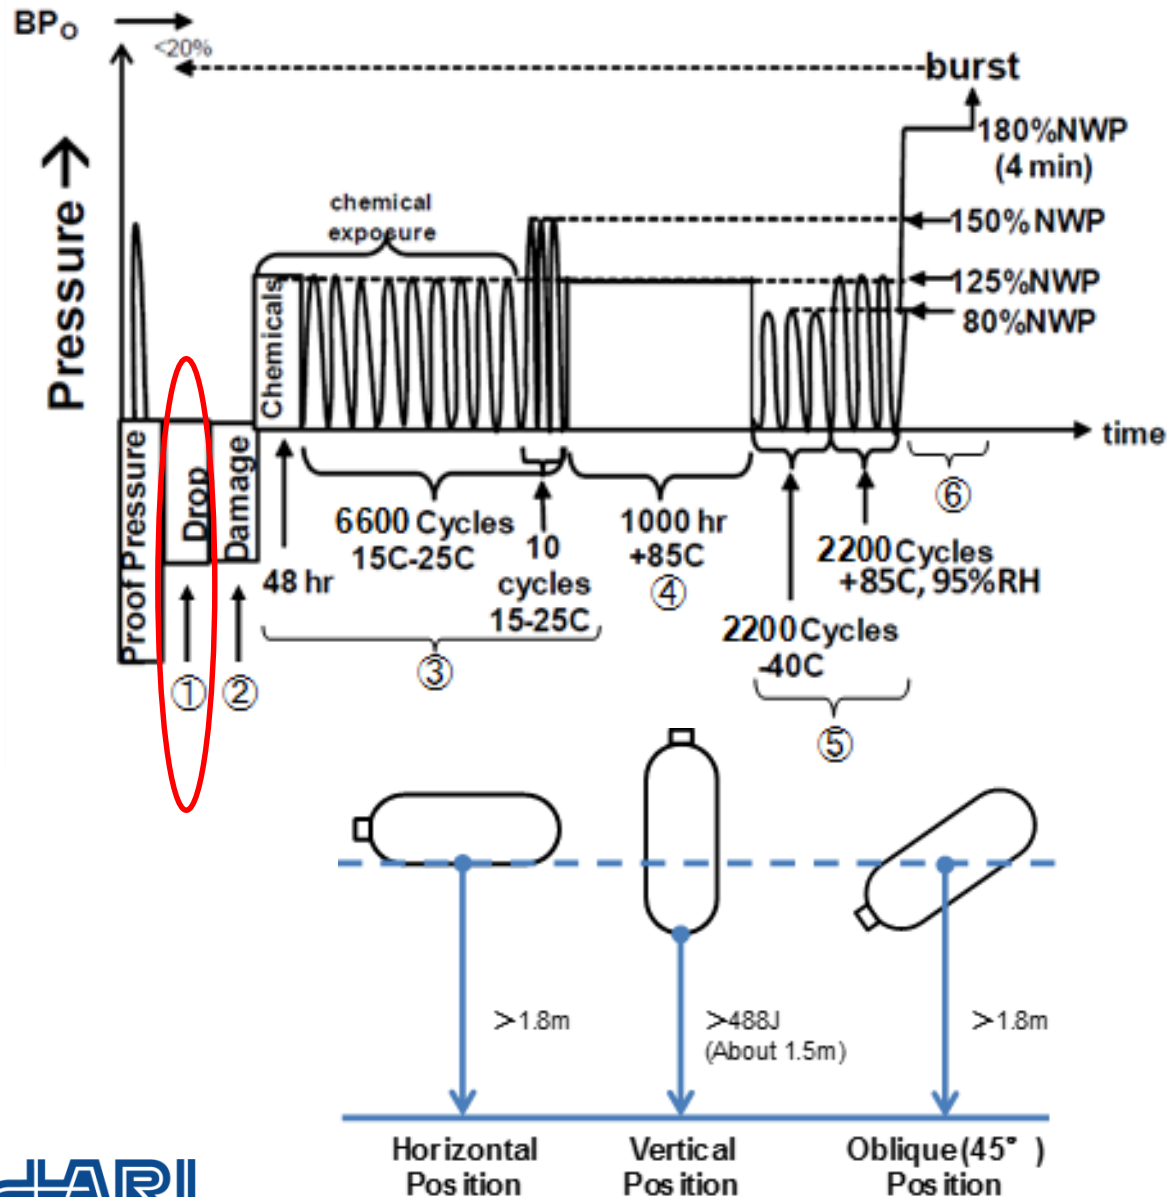 BPO
<20%
burst
180%NWP
(4 min)
chemical
exposure
150%NWP
125%NWP
80%NWP
Pressure →
Chemicals
time
Proof Pressure
Drop
Damage
①
②
48 hr
6600 Cycles
15C-25C
10
cycles
15-25C
③
1000 hr
+85C
④
2200 Cycles
+85C, 95%RH
2200 Cycles
-40C
⑤
⑥
>1.8m
>488J
(About 1.5m)
>1.8m
Horizontal
Position
Vertical
Position
Oblique(45° )
Position
JARI